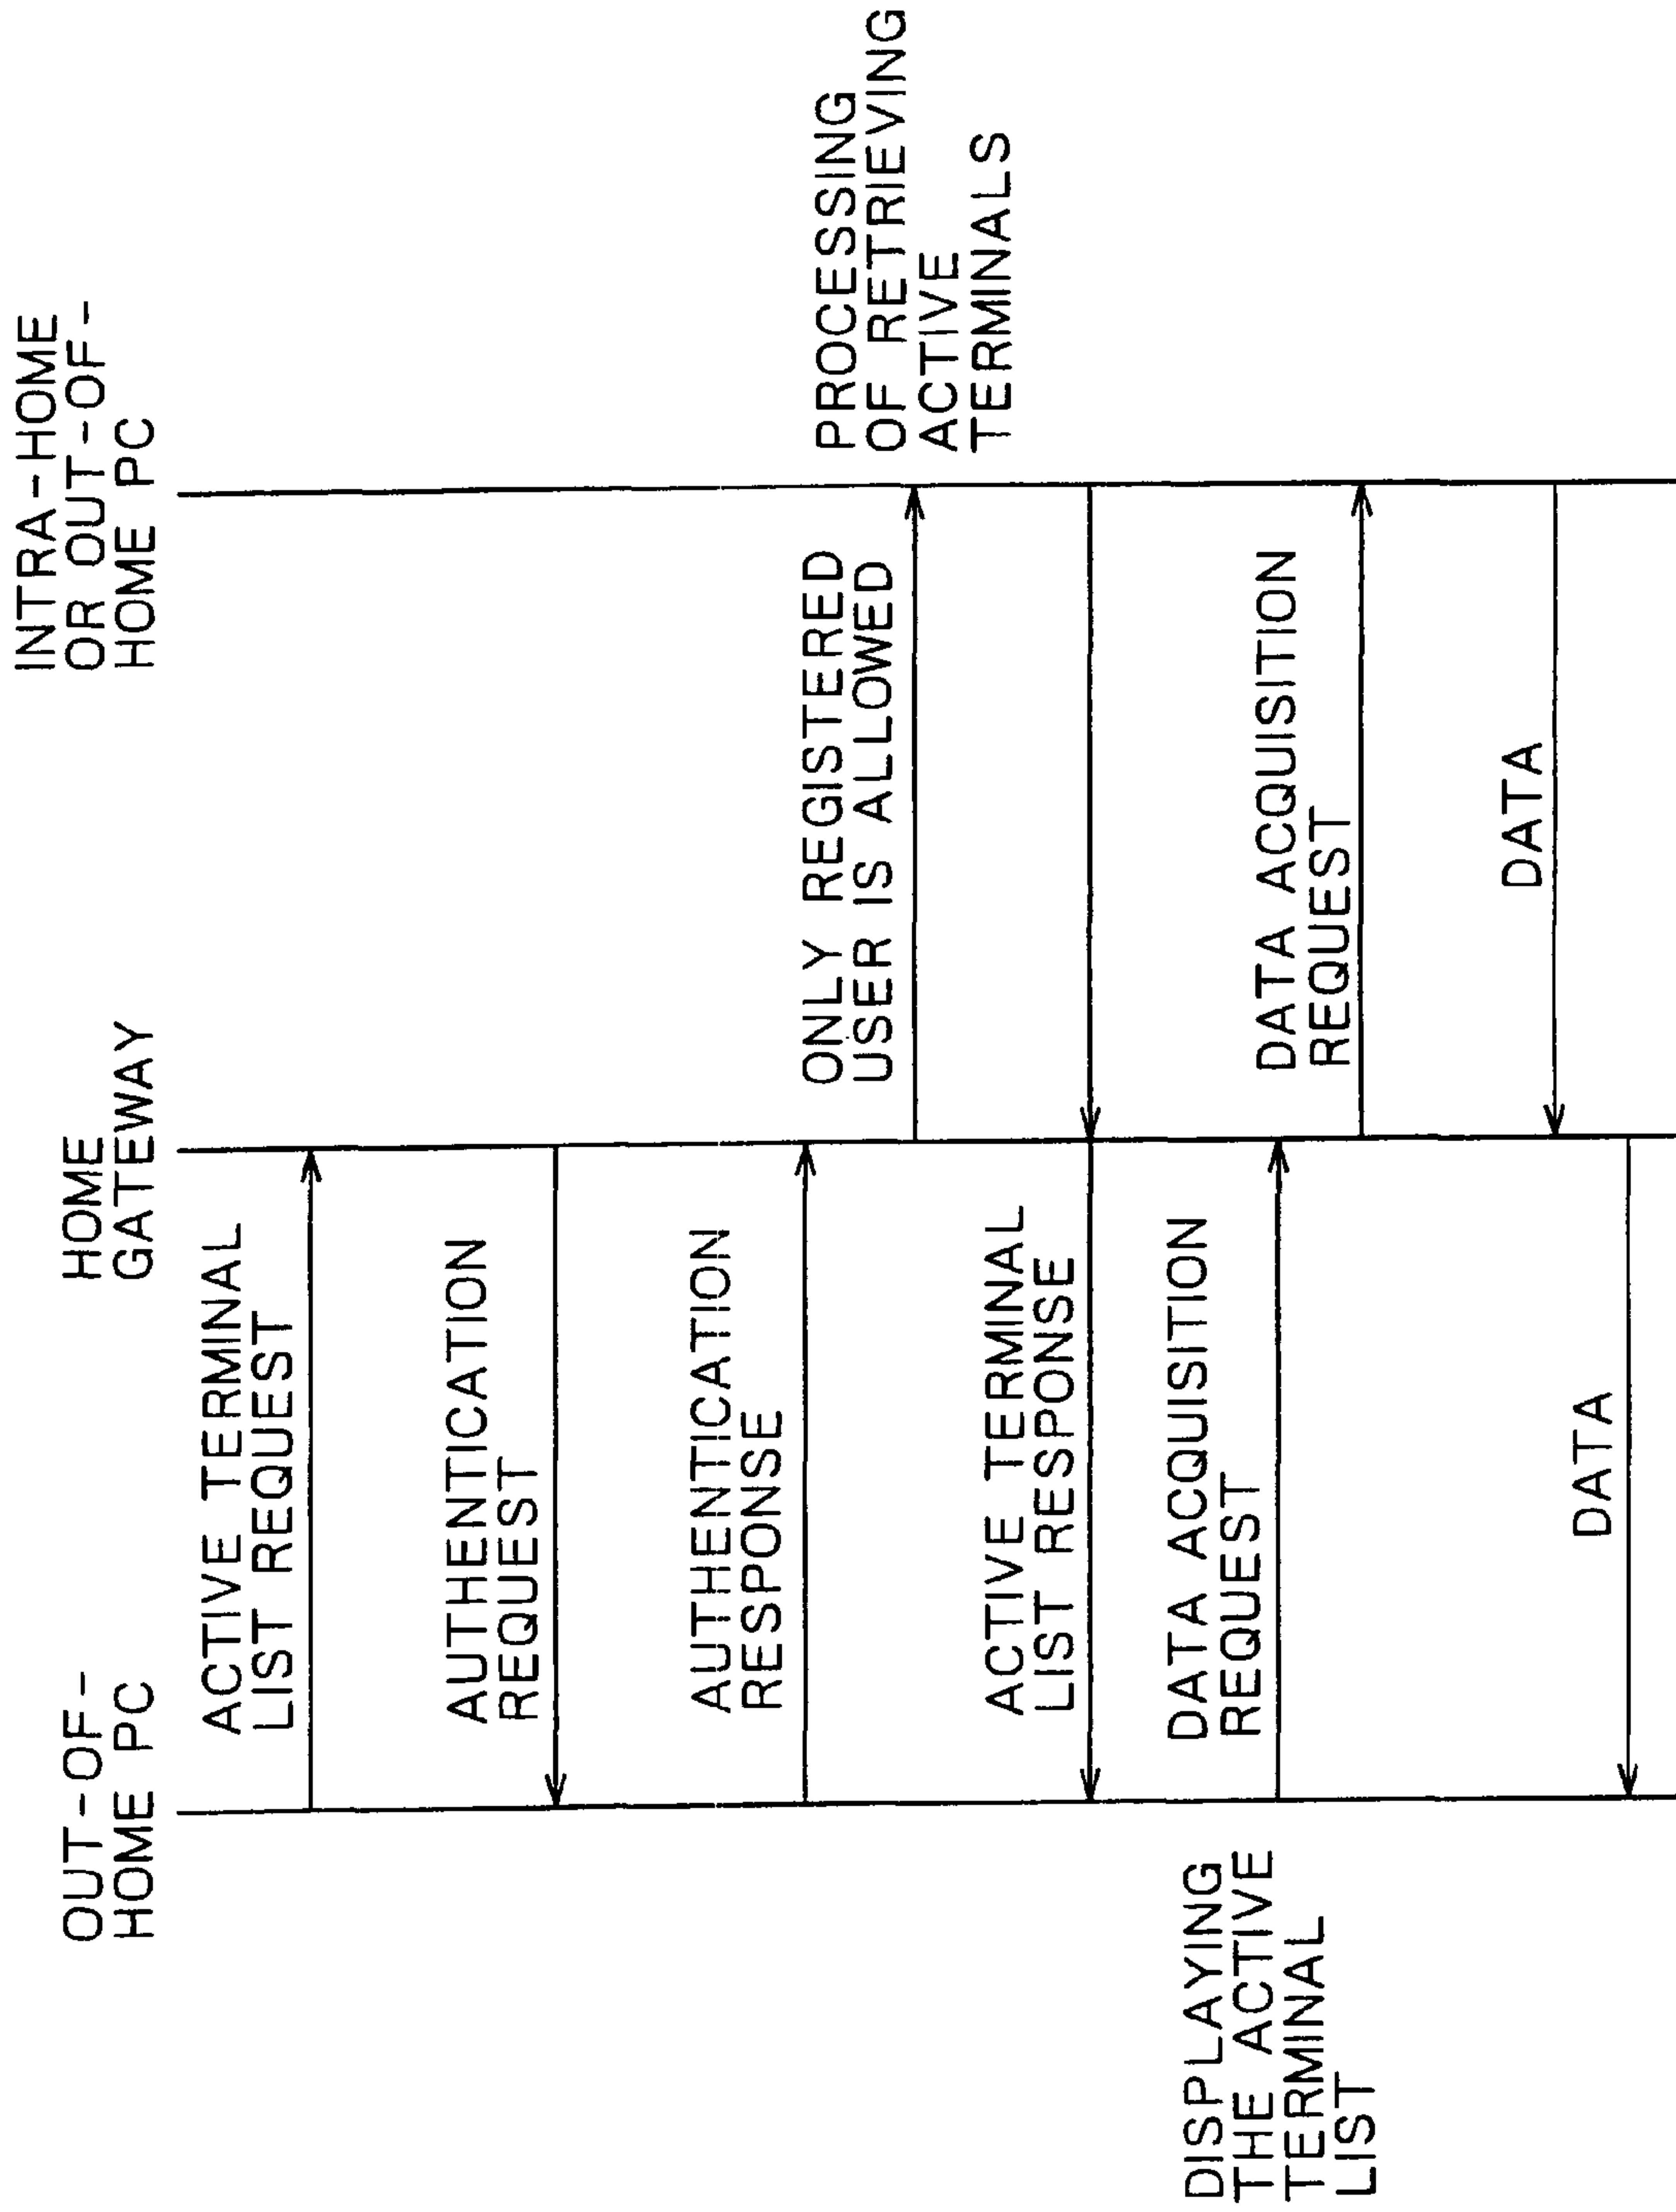 OUT-OF-
HOME PC
HOME
GATEWAY
INTRA-HOME
OR OUT-OF-
HOME PC
ACTIVE TERMINAL
LIST REQUEST
AUTHENTICATION
REQUEST
AUTHENTICATION
RESPONSE
ONLY REGISTERED
USER IS ALLOWED
PROCESSING
OF RETRIEVING
ACTIVE
TERMINALS
ACTIVE TERMINAL
LIST RESPONSE
DISPLAYING
THE ACTIVE
TERMINAL
LIST
DATA ACQUISITION
REQUEST
DATA ACQUISITION
REQUEST
DATA
DATA